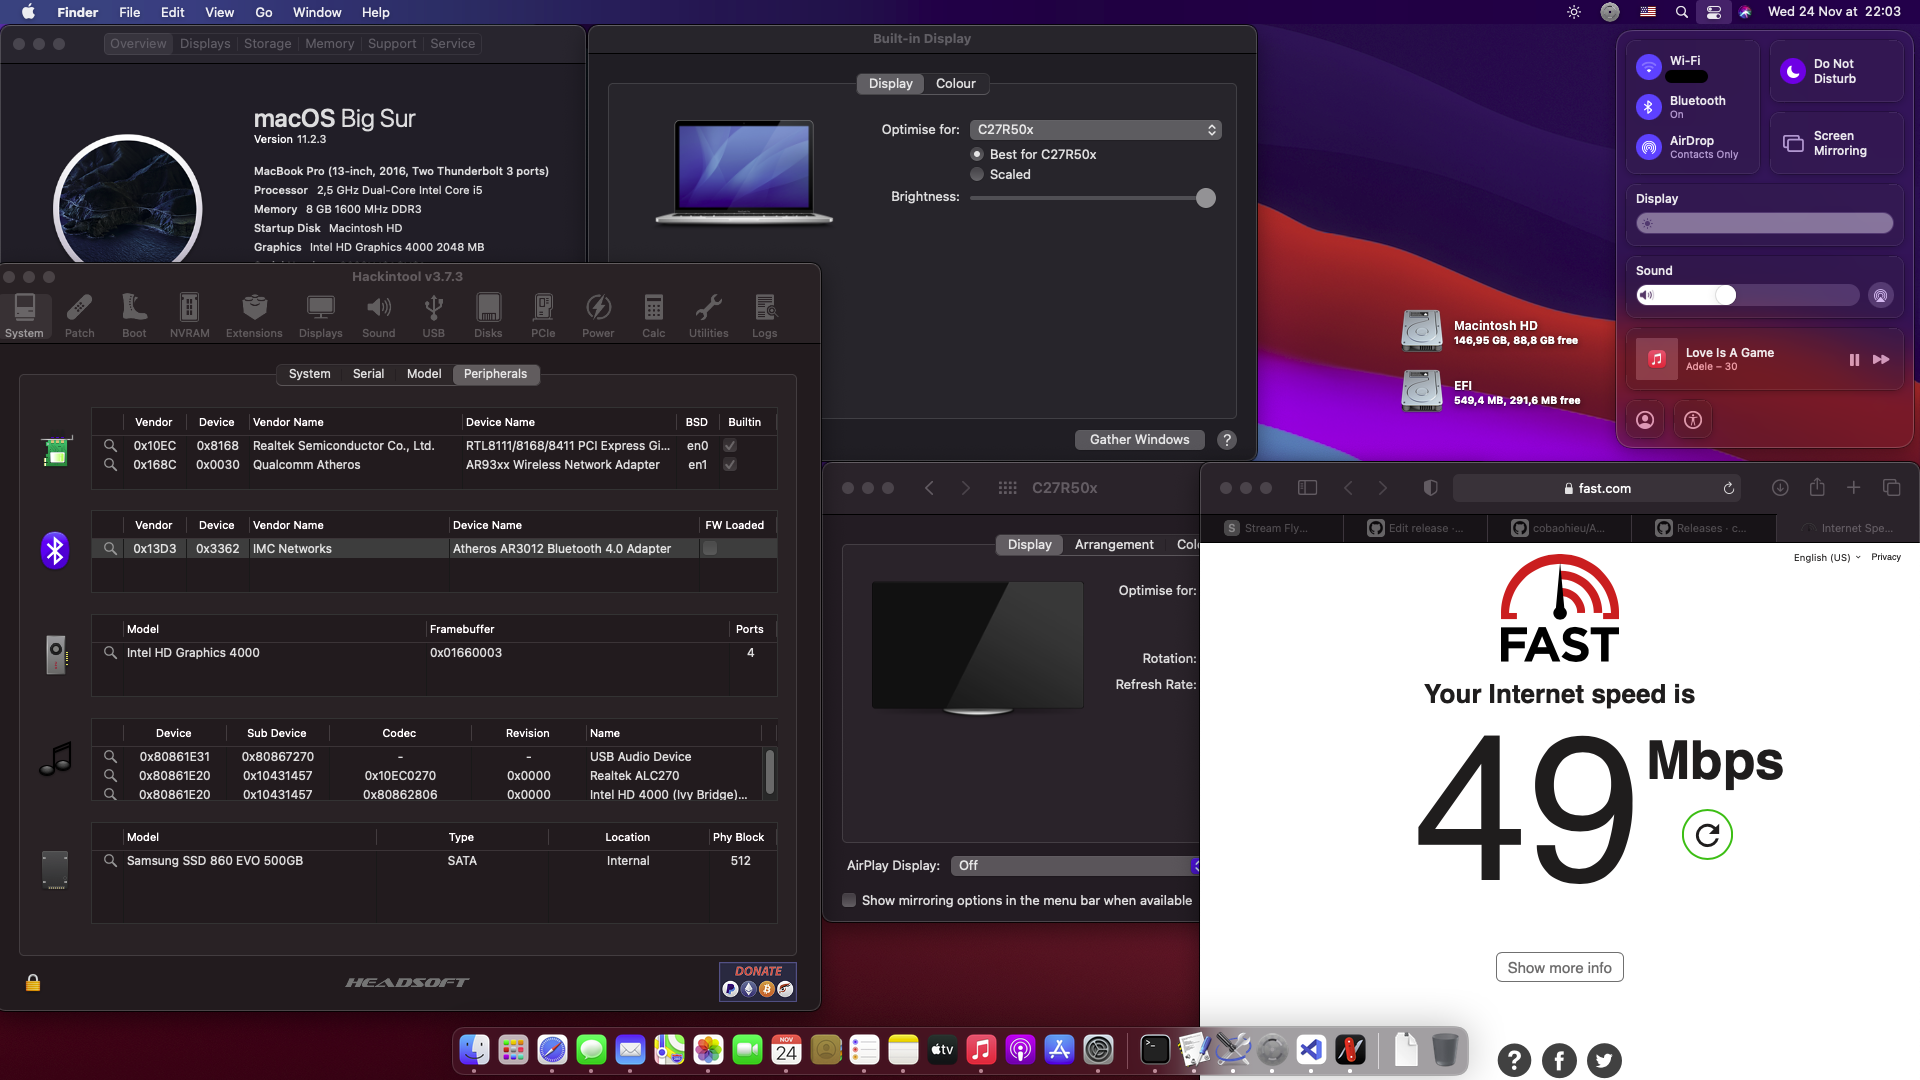 Finder File Edit View Go Window Help
Wed 24 Nov at 22:03
Overview Displays Storage Memory Support Service
macOS Big Sur
Version 11.2.3
MacBook Pro (13-inch, 2016, Two Thunderbolt 3 ports)
Processor 2,5 GHz Dual-Core Intel Core i5
Memory 8 GB 1600 MHz DDR3
Startup Disk Macintosh HD
Graphics Intel HD Graphics 4000 2048 MB
Built-in Display
Display Colour
Optimise for: C27R50x
Best for C27R50x
Scaled
Brightness:
Gather Windows ?
Wi-Fi
Bluetooth
On
AirDrop
Contacts Only
Do Not
Disturb
Screen
Mirroring
Display
Sound
Love Is A Game
Adele – 30
Macintosh HD
146,95 GB, 88,8 GB free
EFI
549,4 MB, 291,6 MB free
Hackintool v3.7.3
System Patch Boot NVRAM Extensions Displays Sound USB Disks PCIe Power Calc Utilities Logs
System Serial Model Peripherals
Vendor Device Vendor Name Device Name BSD Builtin
0x10EC 0x8168 Realtek Semiconductor Co., Ltd. RTL8111/8168/8411 PCI Express Gi... en0
0x168C 0x0030 Qualcomm Atheros AR93xx Wireless Network Adapter en1
Vendor Device Vendor Name Device Name FW Loaded
0x13D3 0x3362 IMC Networks Atheros AR3012 Bluetooth 4.0 Adapter
Model Framebuffer Ports
Intel HD Graphics 4000 0x01660003 4
Device Sub Device Codec Revision Name
0x80861E31 0x80867270 - - USB Audio Device
0x80861E20 0x10431457 0x10EC0270 0x0000 Realtek ALC270
0x80861E20 0x10431457 0x80862806 0x0000 Intel HD 4000 (Ivy Bridge)...
Model Type Location Phy Block
Samsung SSD 860 EVO 500GB SATA Internal 512
HEADSOFT
DONATE
C27R50x
Display Arrangement
Optimise for:
Rotation:
Refresh Rate:
AirPlay Display: Off
Show mirroring options in the menu bar when available
fast.com
S Stream Fly... Edit release -... cobaohieu/A... Releases · c... Internet Spe...
English (US) Privacy
FAST
Your Internet speed is
49 Mbps
Show more info
NOV
24
tv
? f